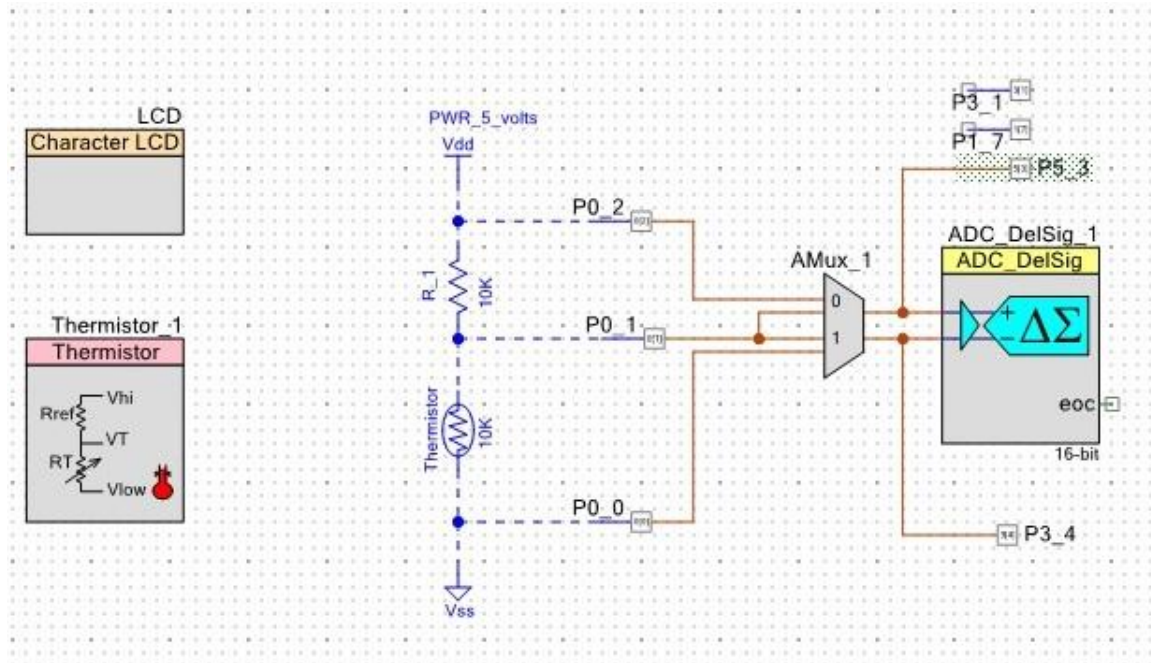 LCD
Character LCD
Thermistor_1
Thermistor
Vhi
Rref
VT
RT
Vlow
PWR_5_volts
Vdd
P0_2
R_1
10K
P0_1
Thermistor
10K
P0_0
Vss
AMux_1
0
1
P3_1
P1_7
P5_3
ADC_DelSig_1
ADC_DelSig
+
ΔΣ
−
eoc
16-bit
P3_4